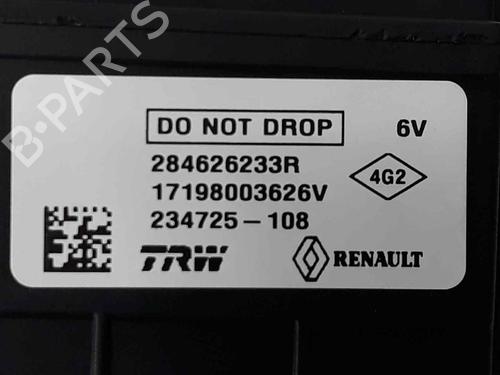 B-PARTS
DO NOT DROP 6V
284626233R
17198003626V 4G2
234725-108
TRW RENAULT